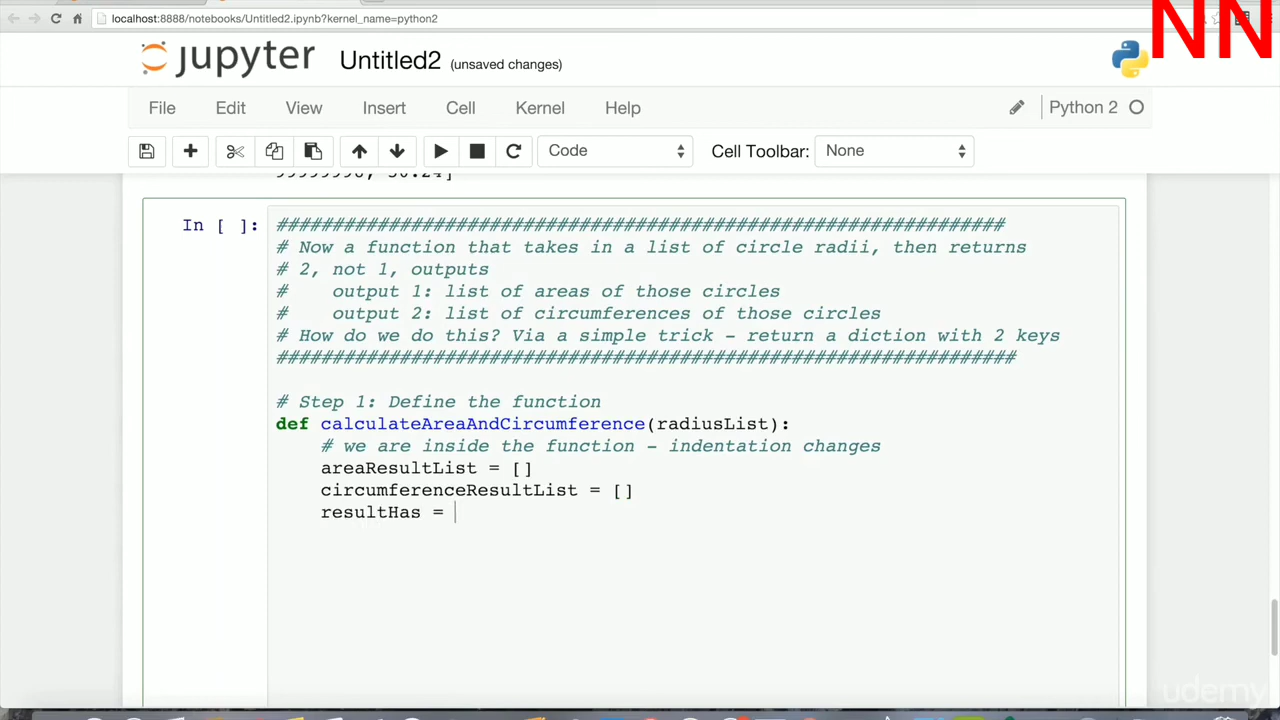 localhost:8888/notebooks/Untitled2.ipynb?kernel_name=python2
NN
jupyter Untitled2 (unsaved changes)
File Edit View Insert Cell Kernel Help Python 2
Code Cell Toolbar: None
99999998, 50.24]
In [ ]: #################################################################
# Now a function that takes in a list of circle radii, then returns
# 2, not 1, outputs
# output 1: list of areas of those circles
# output 2: list of circumferences of those circles
# How do we do this? Via a simple trick - return a diction with 2 keys
##################################################################
# Step 1: Define the function
def calculateAreaAndCircumference(radiusList):
# we are inside the function - indentation changes
areaResultList = []
circumferenceResultList = []
resultHas =
udemy